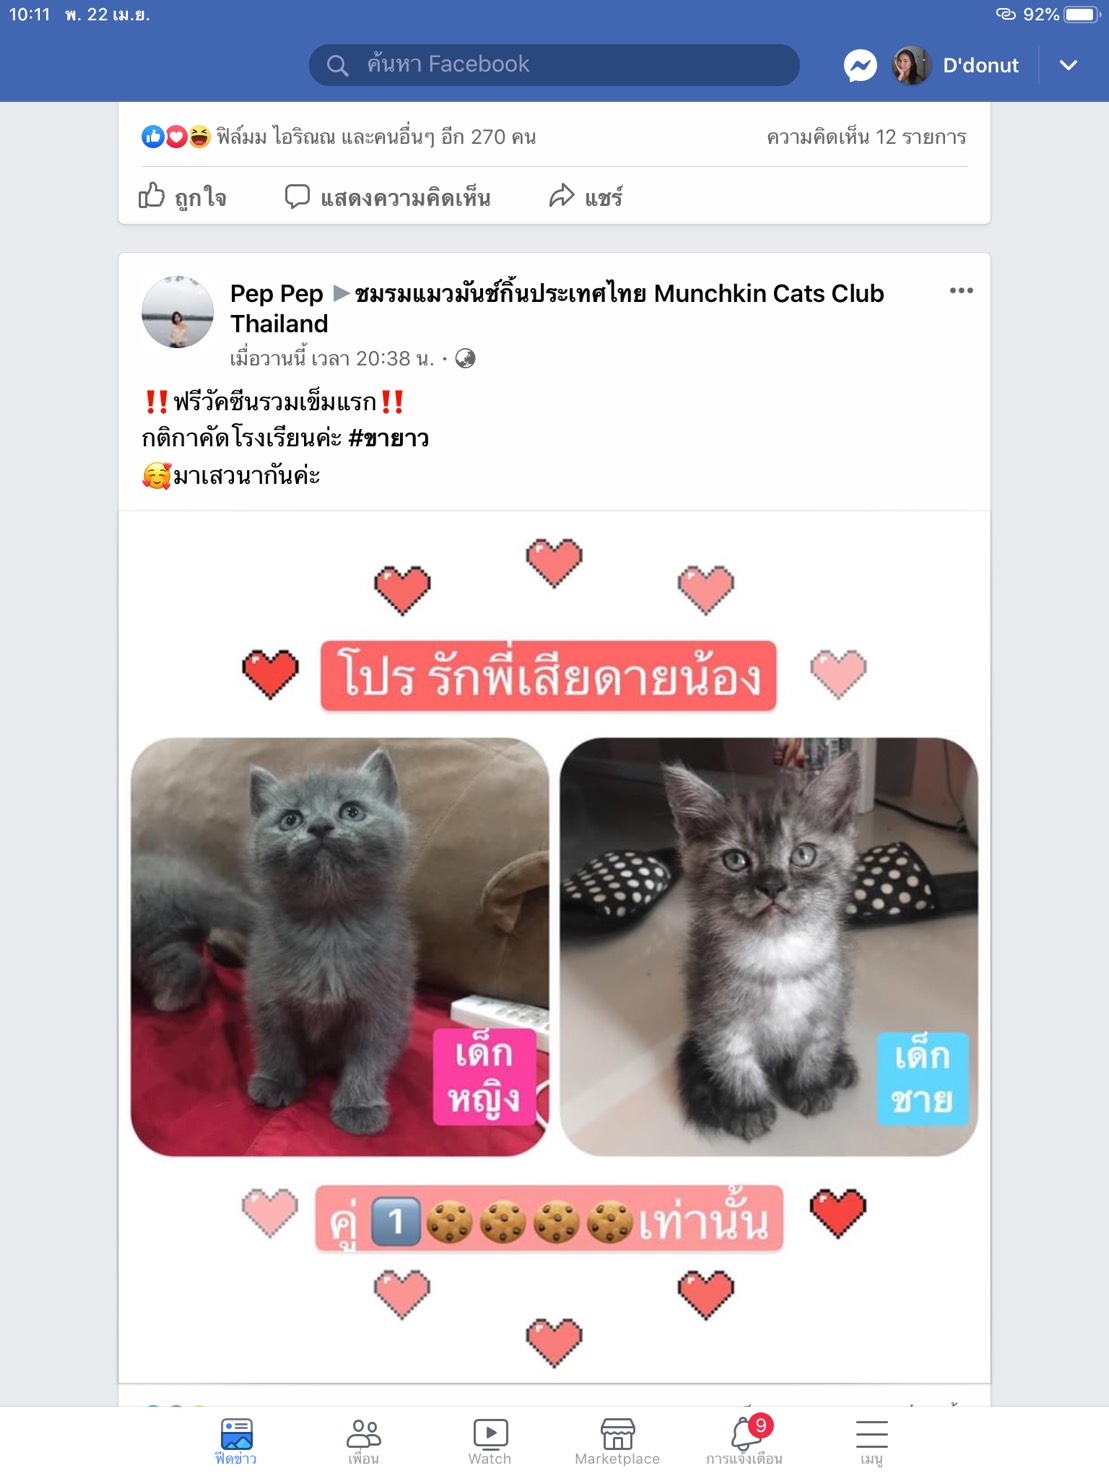 10:11 พ. 22 เม.ย.
92%
ค้นหา Facebook
D'donut
ฟิล์มม ไอริณณ และคนอื่นๆ อีก 270 คน
ความคิดเห็น 12 รายการ
ถูกใจ
แสดงความคิดเห็น
แชร์
Pep Pep ▶ ชมรมแมวมันช์กิ้นประเทศไทย Munchkin Cats Club
Thailand
เมื่อวานนี้ เวลา 20:38 น. ·
‼️ฟรีวัคซีนรวมเข็มแรก‼️
กติกาคัดโรงเรียนค่ะ #ขายาว
🥰มาเสวนากันค่ะ
โปร รักพี่เสียดายน้อง
เด็ก
หญิง
เด็ก
ชาย
คู่ 1️⃣🍪🍪🍪🍪เท่านั้น
ฟีดข่าว
เพื่อน
Watch
Marketplace
9
การแจ้งเตือน
เมนู